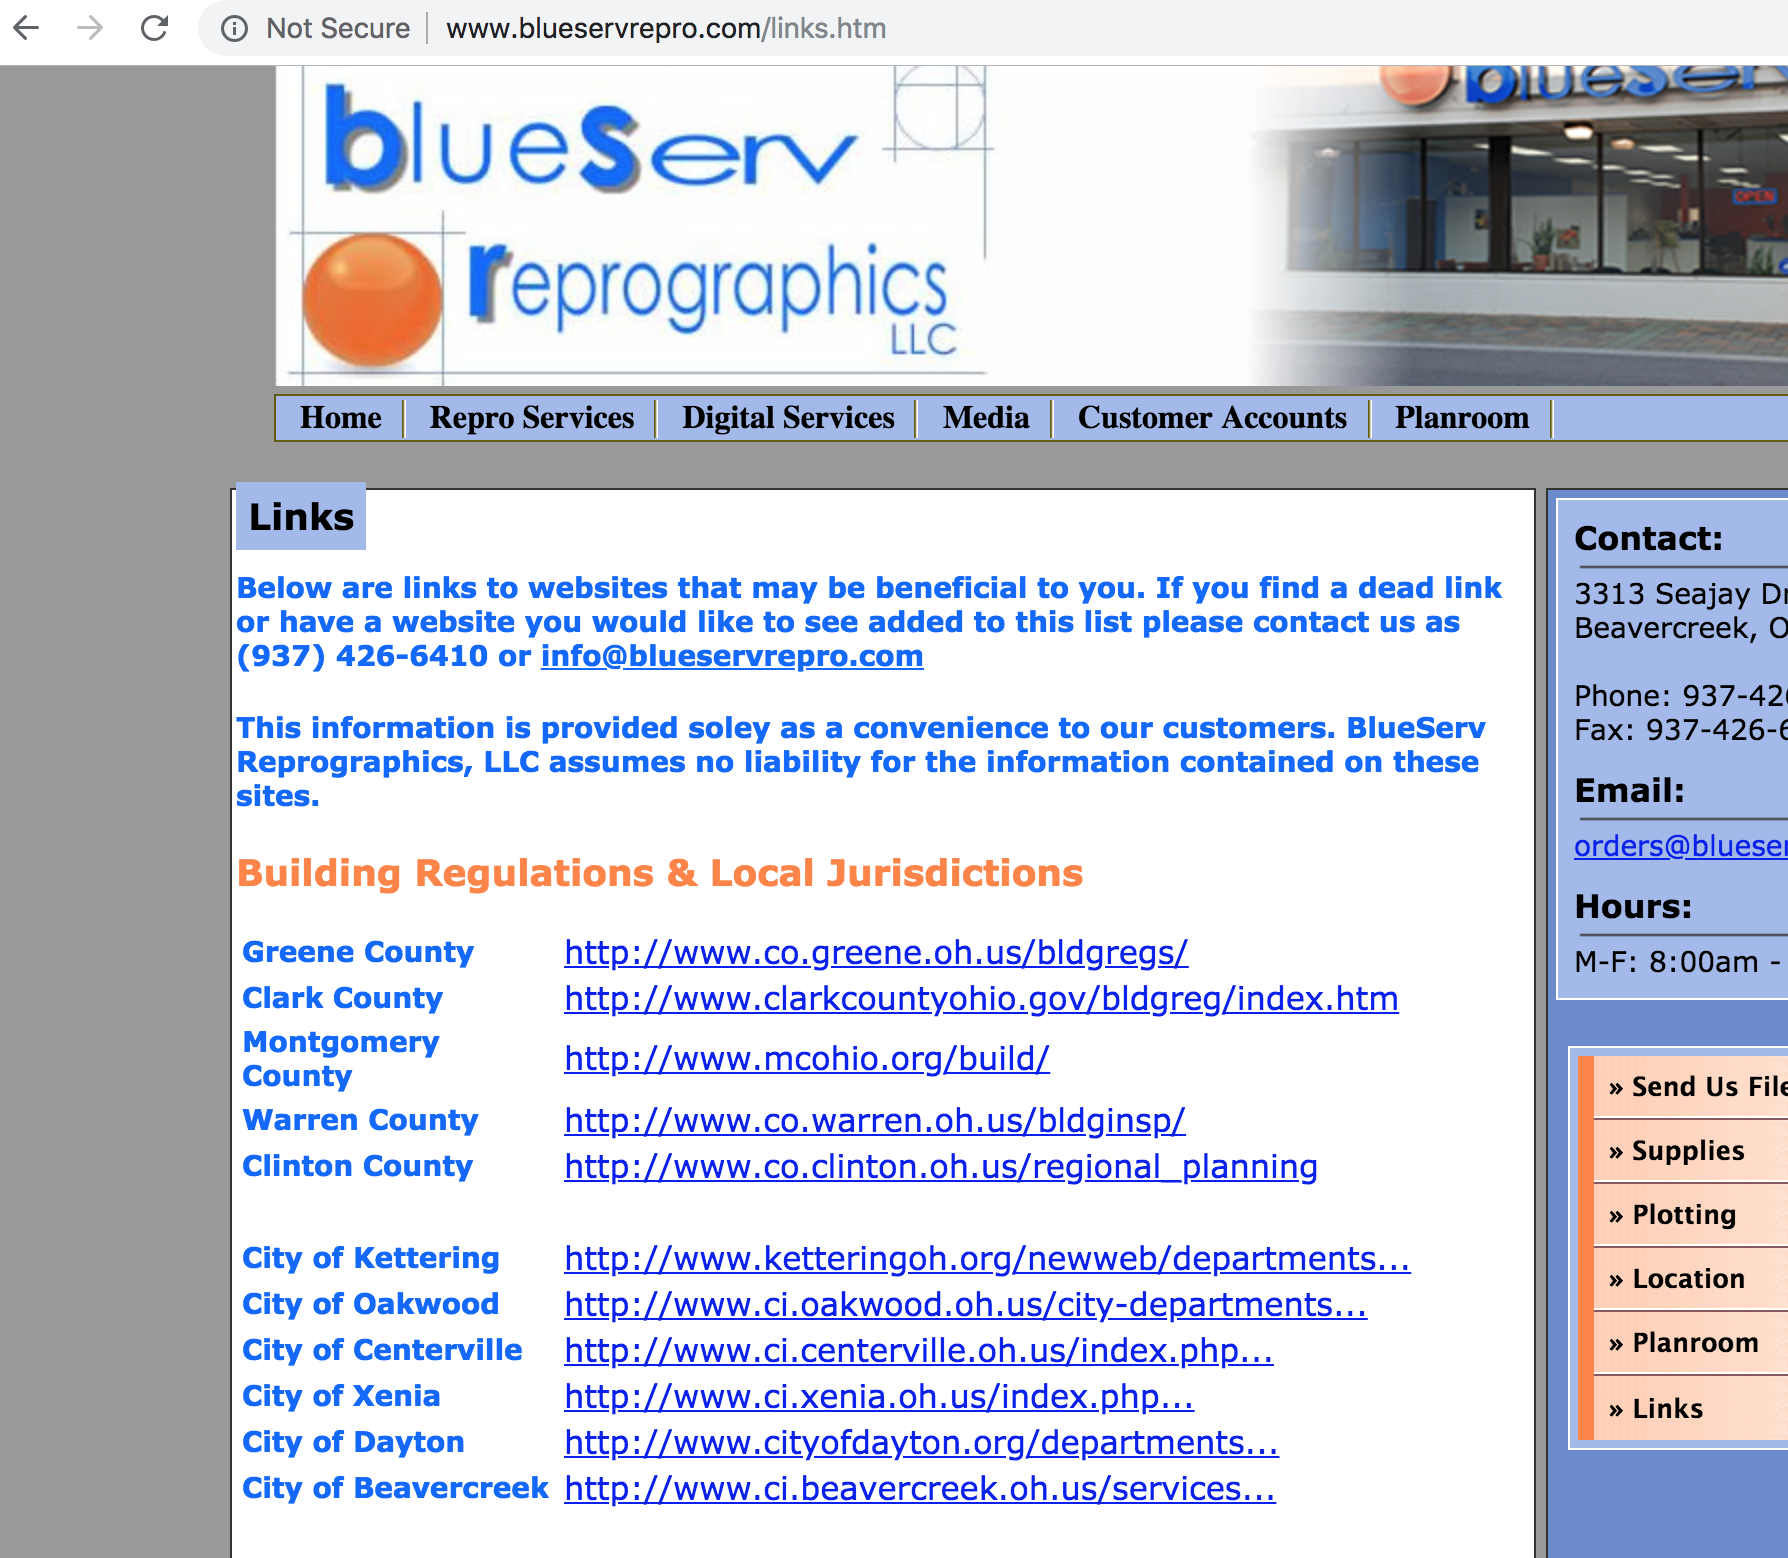 Not Secure www.blueservrepro.com/links.htm
blueServ
reprographics
LLC
blueServ
OPEN
Home Repro Services Digital Services Media Customer Accounts Planroom
Links
Below are links to websites that may be beneficial to you. If you find a dead link
or have a website you would like to see added to this list please contact us as
(937) 426-6410 or info@blueservrepro.com
This information is provided soley as a convenience to our customers. BlueServ
Reprographics, LLC assumes no liability for the information contained on these
sites.
Building Regulations & Local Jurisdictions
Greene County http://www.co.greene.oh.us/bldgregs/
Clark County http://www.clarkcountyohio.gov/bldgreg/index.htm
Montgomery
County http://www.mcohio.org/build/
Warren County http://www.co.warren.oh.us/bldginsp/
Clinton County http://www.co.clinton.oh.us/regional_planning
City of Kettering http://www.ketteringoh.org/newweb/departments...
City of Oakwood http://www.ci.oakwood.oh.us/city-departments...
City of Centerville http://www.ci.centerville.oh.us/index.php...
City of Xenia http://www.ci.xenia.oh.us/index.php...
City of Dayton http://www.cityofdayton.org/departments...
City of Beavercreek http://www.ci.beavercreek.oh.us/services...
Contact:
3313 Seajay Dr
Beavercreek, O
Phone: 937-426
Fax: 937-426-6
Email:
orders@blueser
Hours:
M-F: 8:00am -
» Send Us File
» Supplies
» Plotting
» Location
» Planroom
» Links